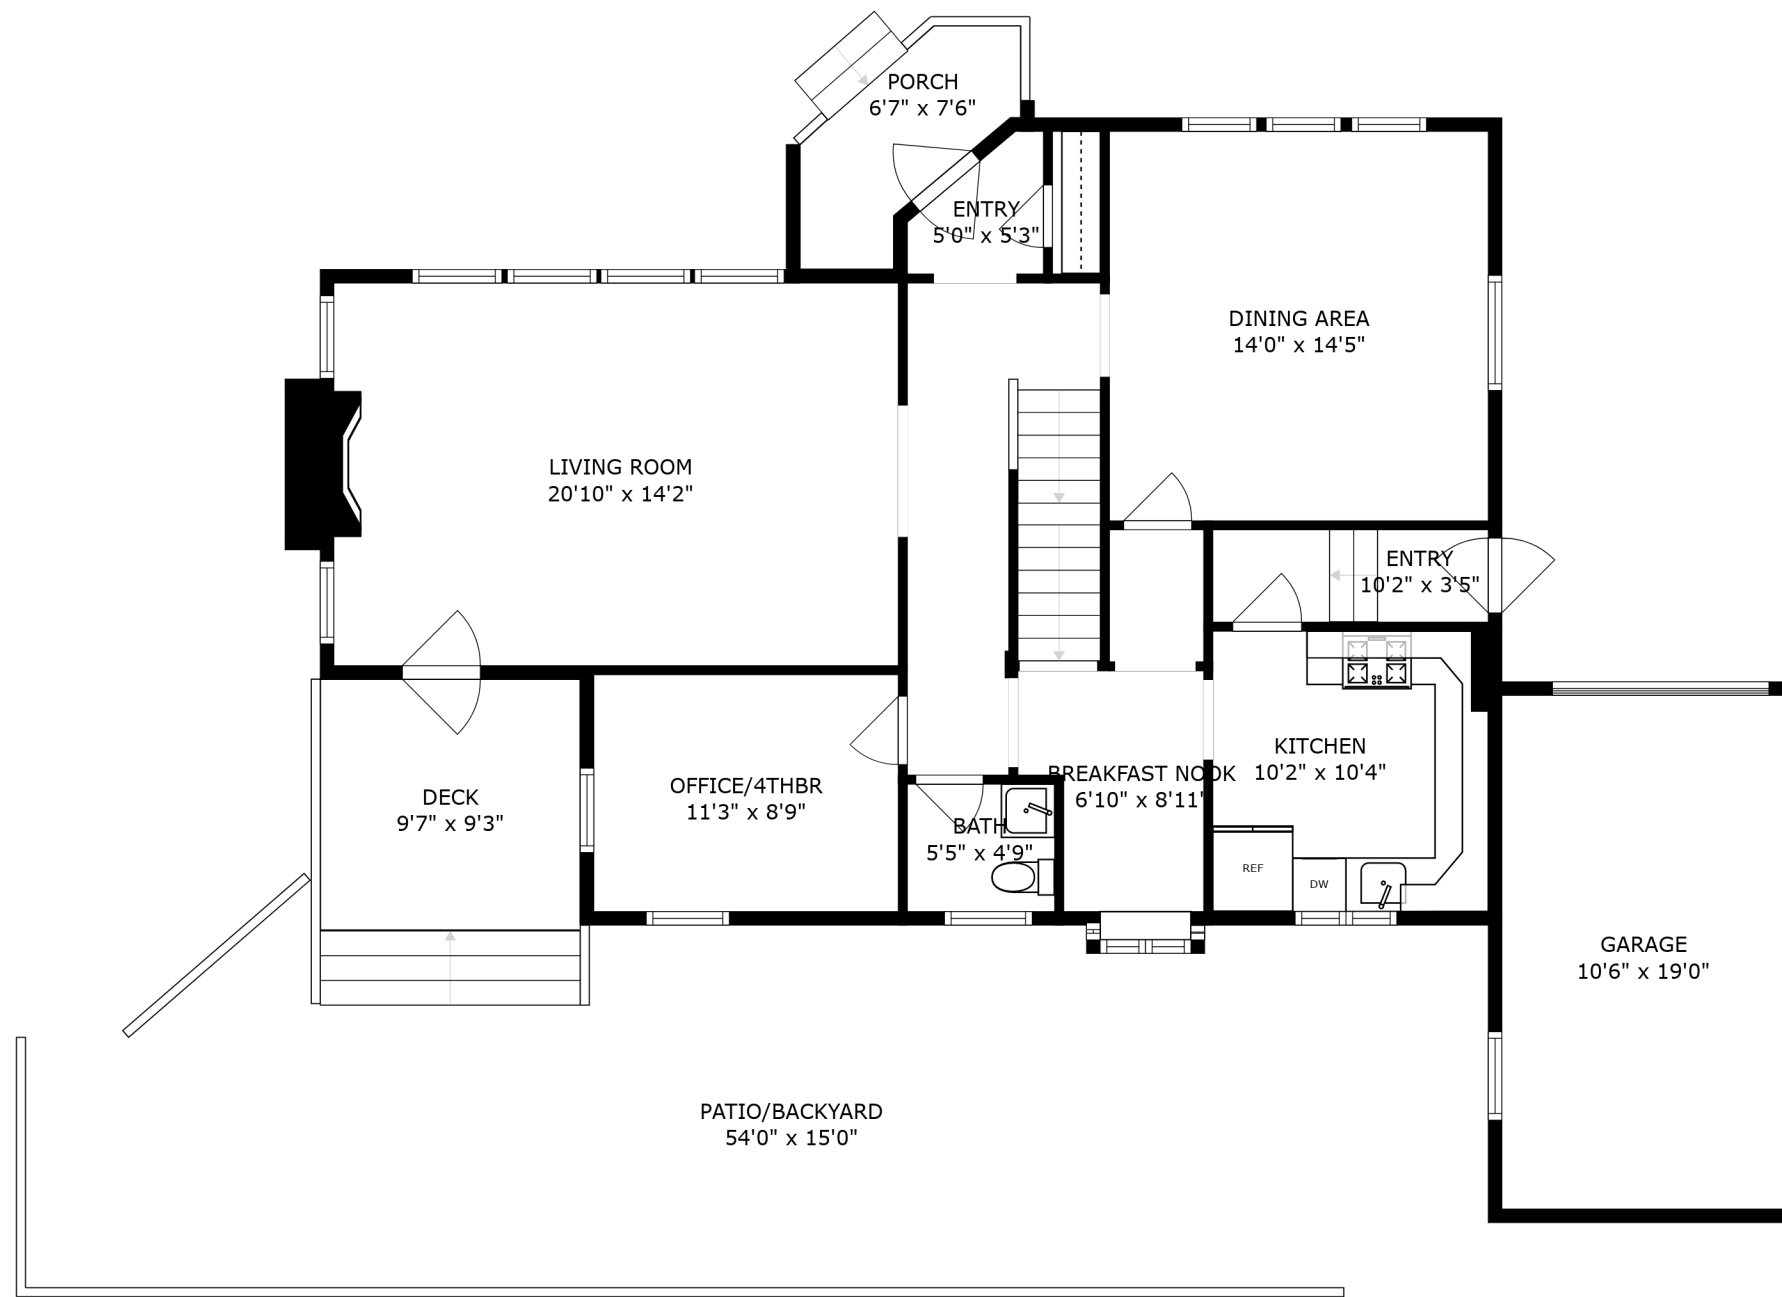 PORCH
6'7" x 7'6"
ENTRY
5'0" x 5'3"
DINING AREA
14'0" x 14'5"
LIVING ROOM
20'10" x 14'2"
ENTRY
10'2" x 3'5"
KITCHEN
10'2" x 10'4"
BREAKFAST NOOK
6'10" x 8'11"
OFFICE/4THBR
11'3" x 8'9"
DECK
9'7" x 9'3"
BATH
5'5" x 4'9"
REF
DW
GARAGE
10'6" x 19'0"
PATIO/BACKYARD
54'0" x 15'0"